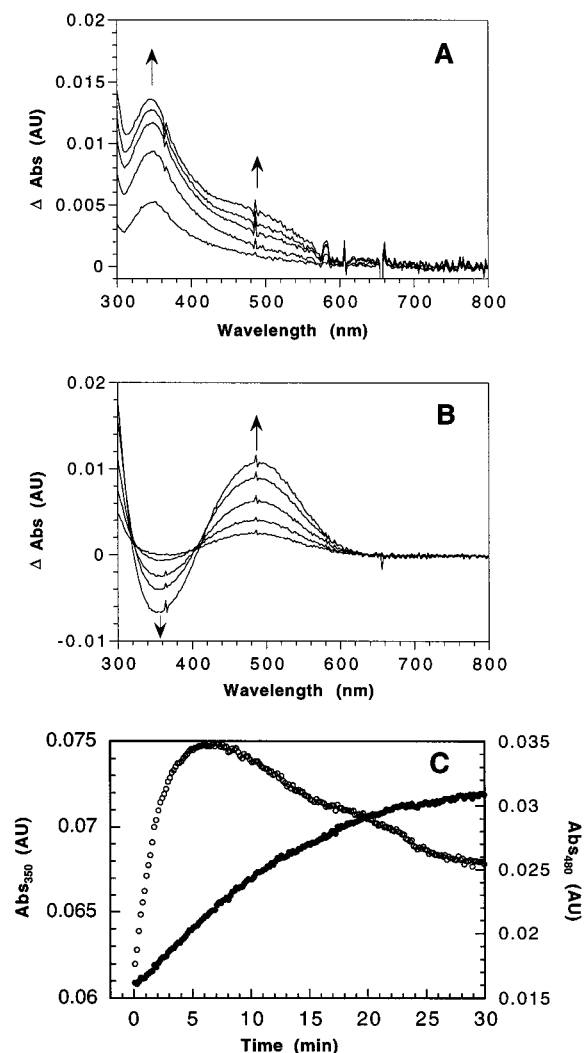 0.02
A
0.015
0.01
0.005
0
Δ Abs (AU)
300 400 500 600 700 800
Wavelength (nm)
0.02
B
0.01
0
-0.01
Δ Abs (AU)
300 400 500 600 700 800
Wavelength (nm)
0.075 0.035
C
0.07 0.03
0.025
0.065 0.02
0.06 0.015
Abs350 (AU)
Abs480 (AU)
0 5 10 15 20 25 30
Time (min)